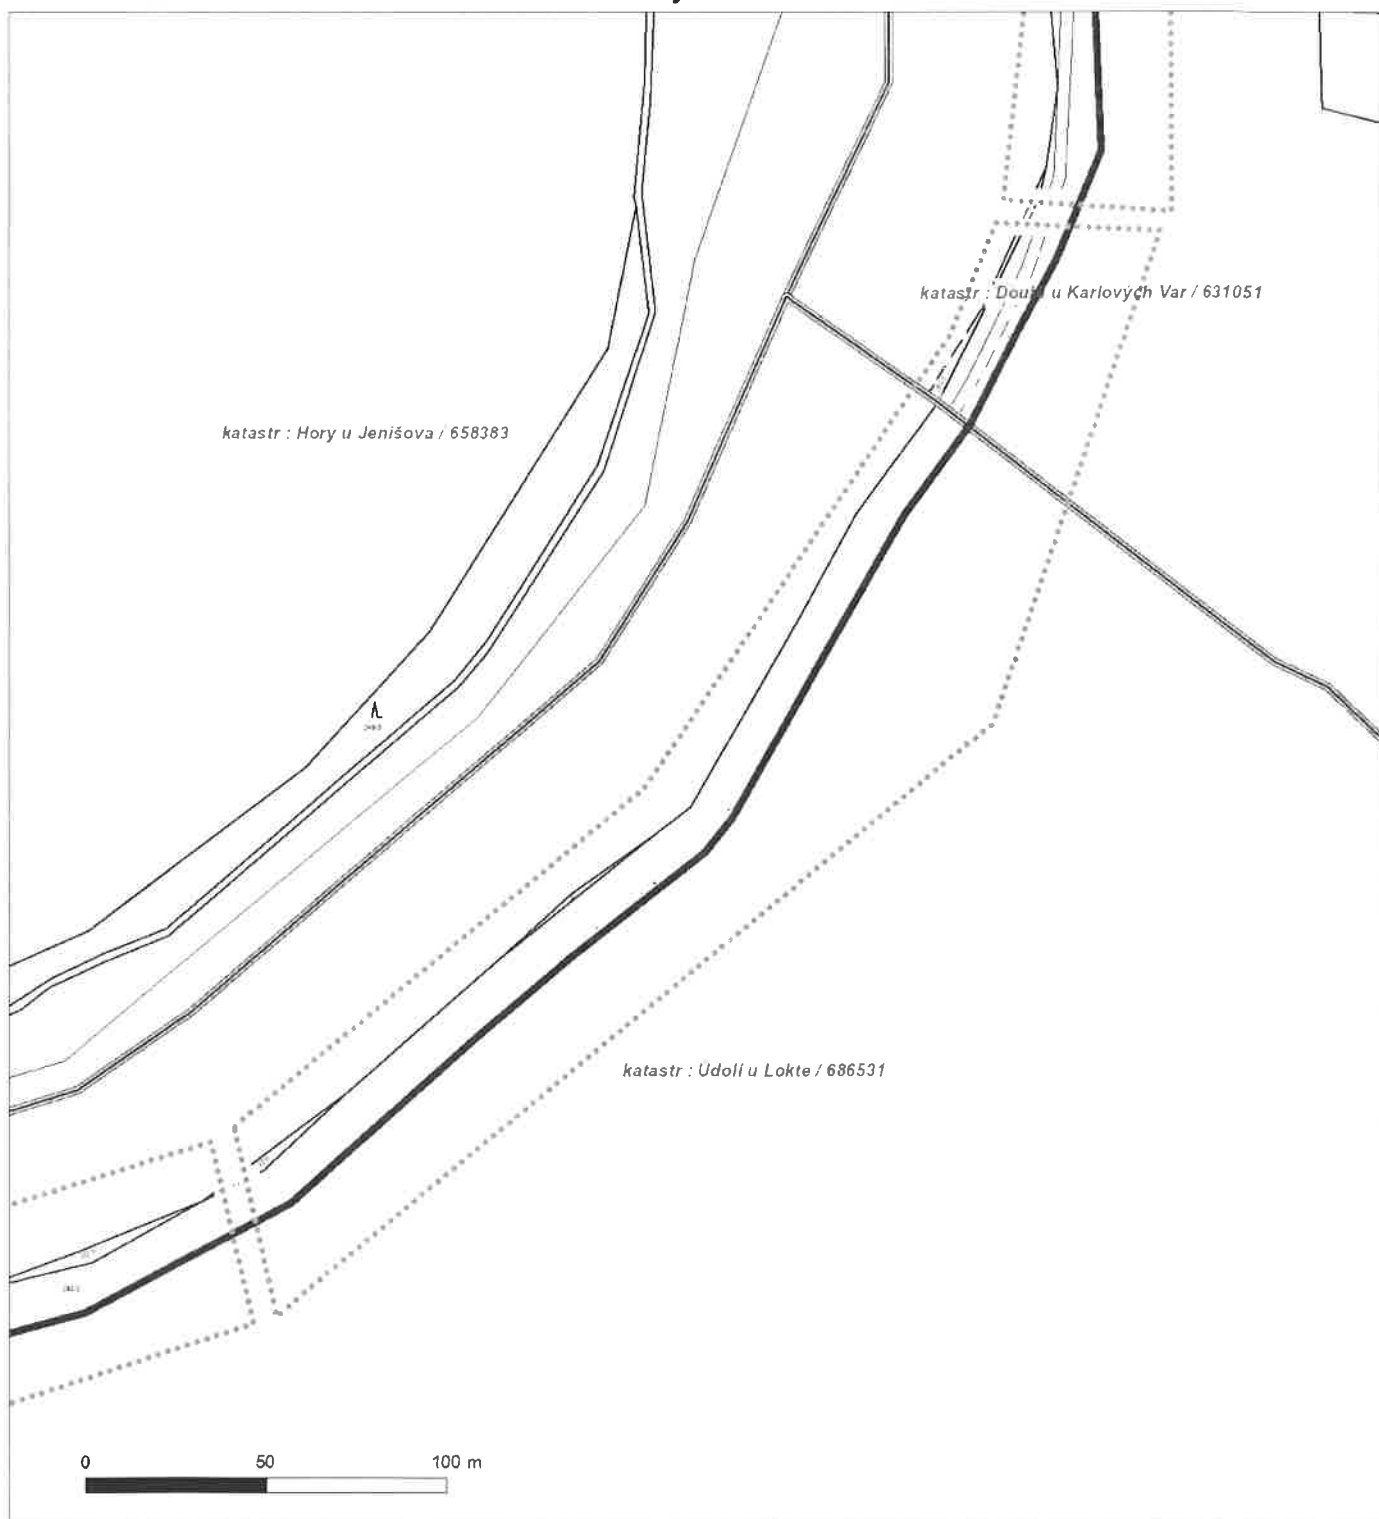 katastr : Doubí u Karlových Var / 631051
katastr : Hory u Jenišova / 658383
katastr : Údolí u Lokte / 686531
0 50 100 m